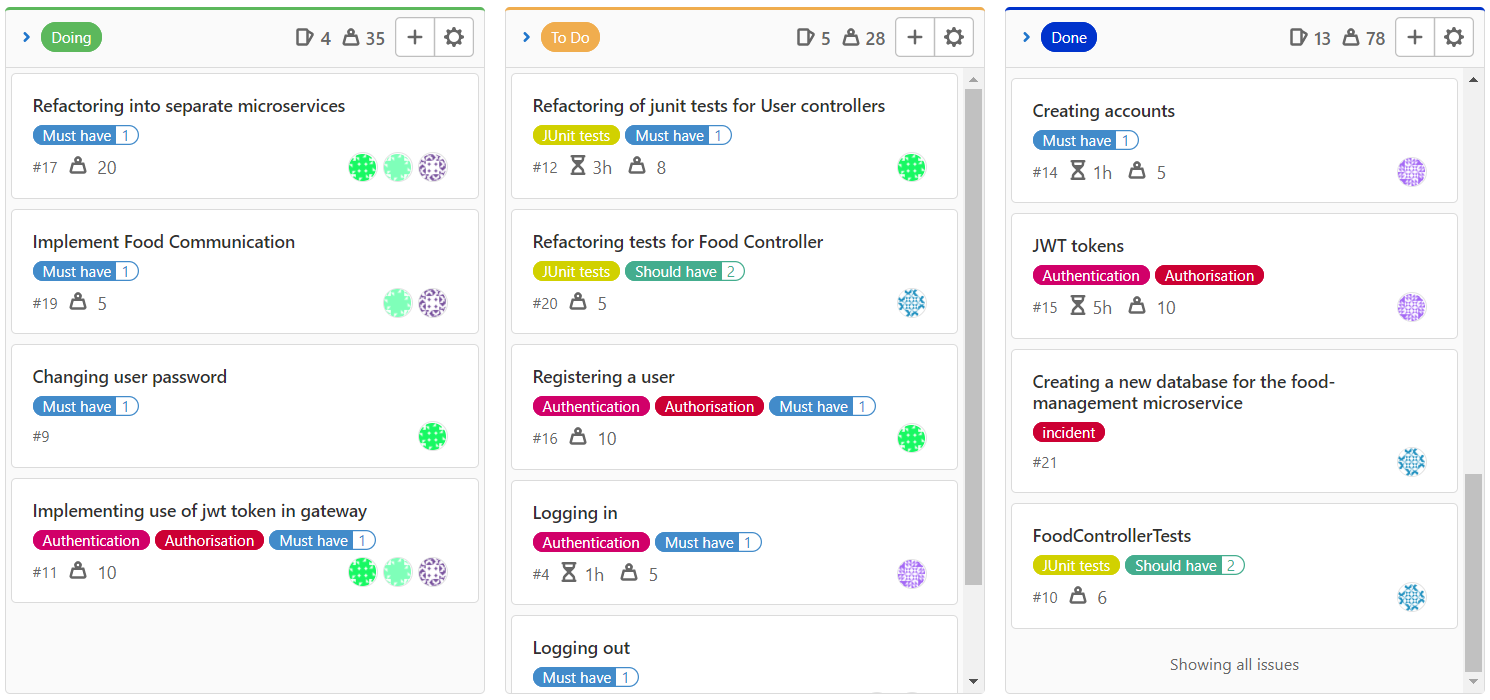 Doing 4 35
Refactoring into separate microservices
Must have 1
#17 20
Implement Food Communication
Must have 1
#19 5
Changing user password
Must have 1
#9
Implementing use of jwt token in gateway
Authentication Authorisation Must have 1
#11 10
To Do 5 28
Refactoring of junit tests for User controllers
JUnit tests Must have 1
#12 3h 8
Refactoring tests for Food Controller
JUnit tests Should have 2
#20 5
Registering a user
Authentication Authorisation Must have 1
#16 10
Logging in
Authentication Must have 1
#4 1h 5
Logging out
Must have 1
Done 13 78
Creating accounts
Must have 1
#14 1h 5
JWT tokens
Authentication Authorisation
#15 5h 10
Creating a new database for the food-
management microservice
incident
#21
FoodControllerTests
JUnit tests Should have 2
#10 6
Showing all issues